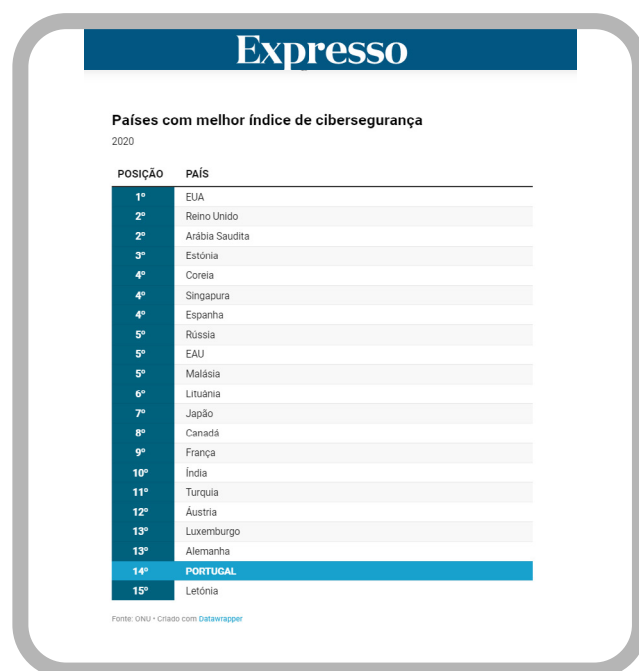 Expresso
Países com melhor índice de cibersegurança
2020
POSIÇÃO PAÍS
1º EUA
2º Reino Unido
2º Arábia Saudita
3º Estónia
4º Coreia
4º Singapura
4º Espanha
5º Rússia
5º EAU
5º Malásia
6º Lituânia
7º Japão
8º Canadá
9º França
10º Índia
11º Turquia
12º Áustria
13º Luxemburgo
13º Alemanha
14º PORTUGAL
15º Letónia
Fonte: ONU • Criado com Datawrapper